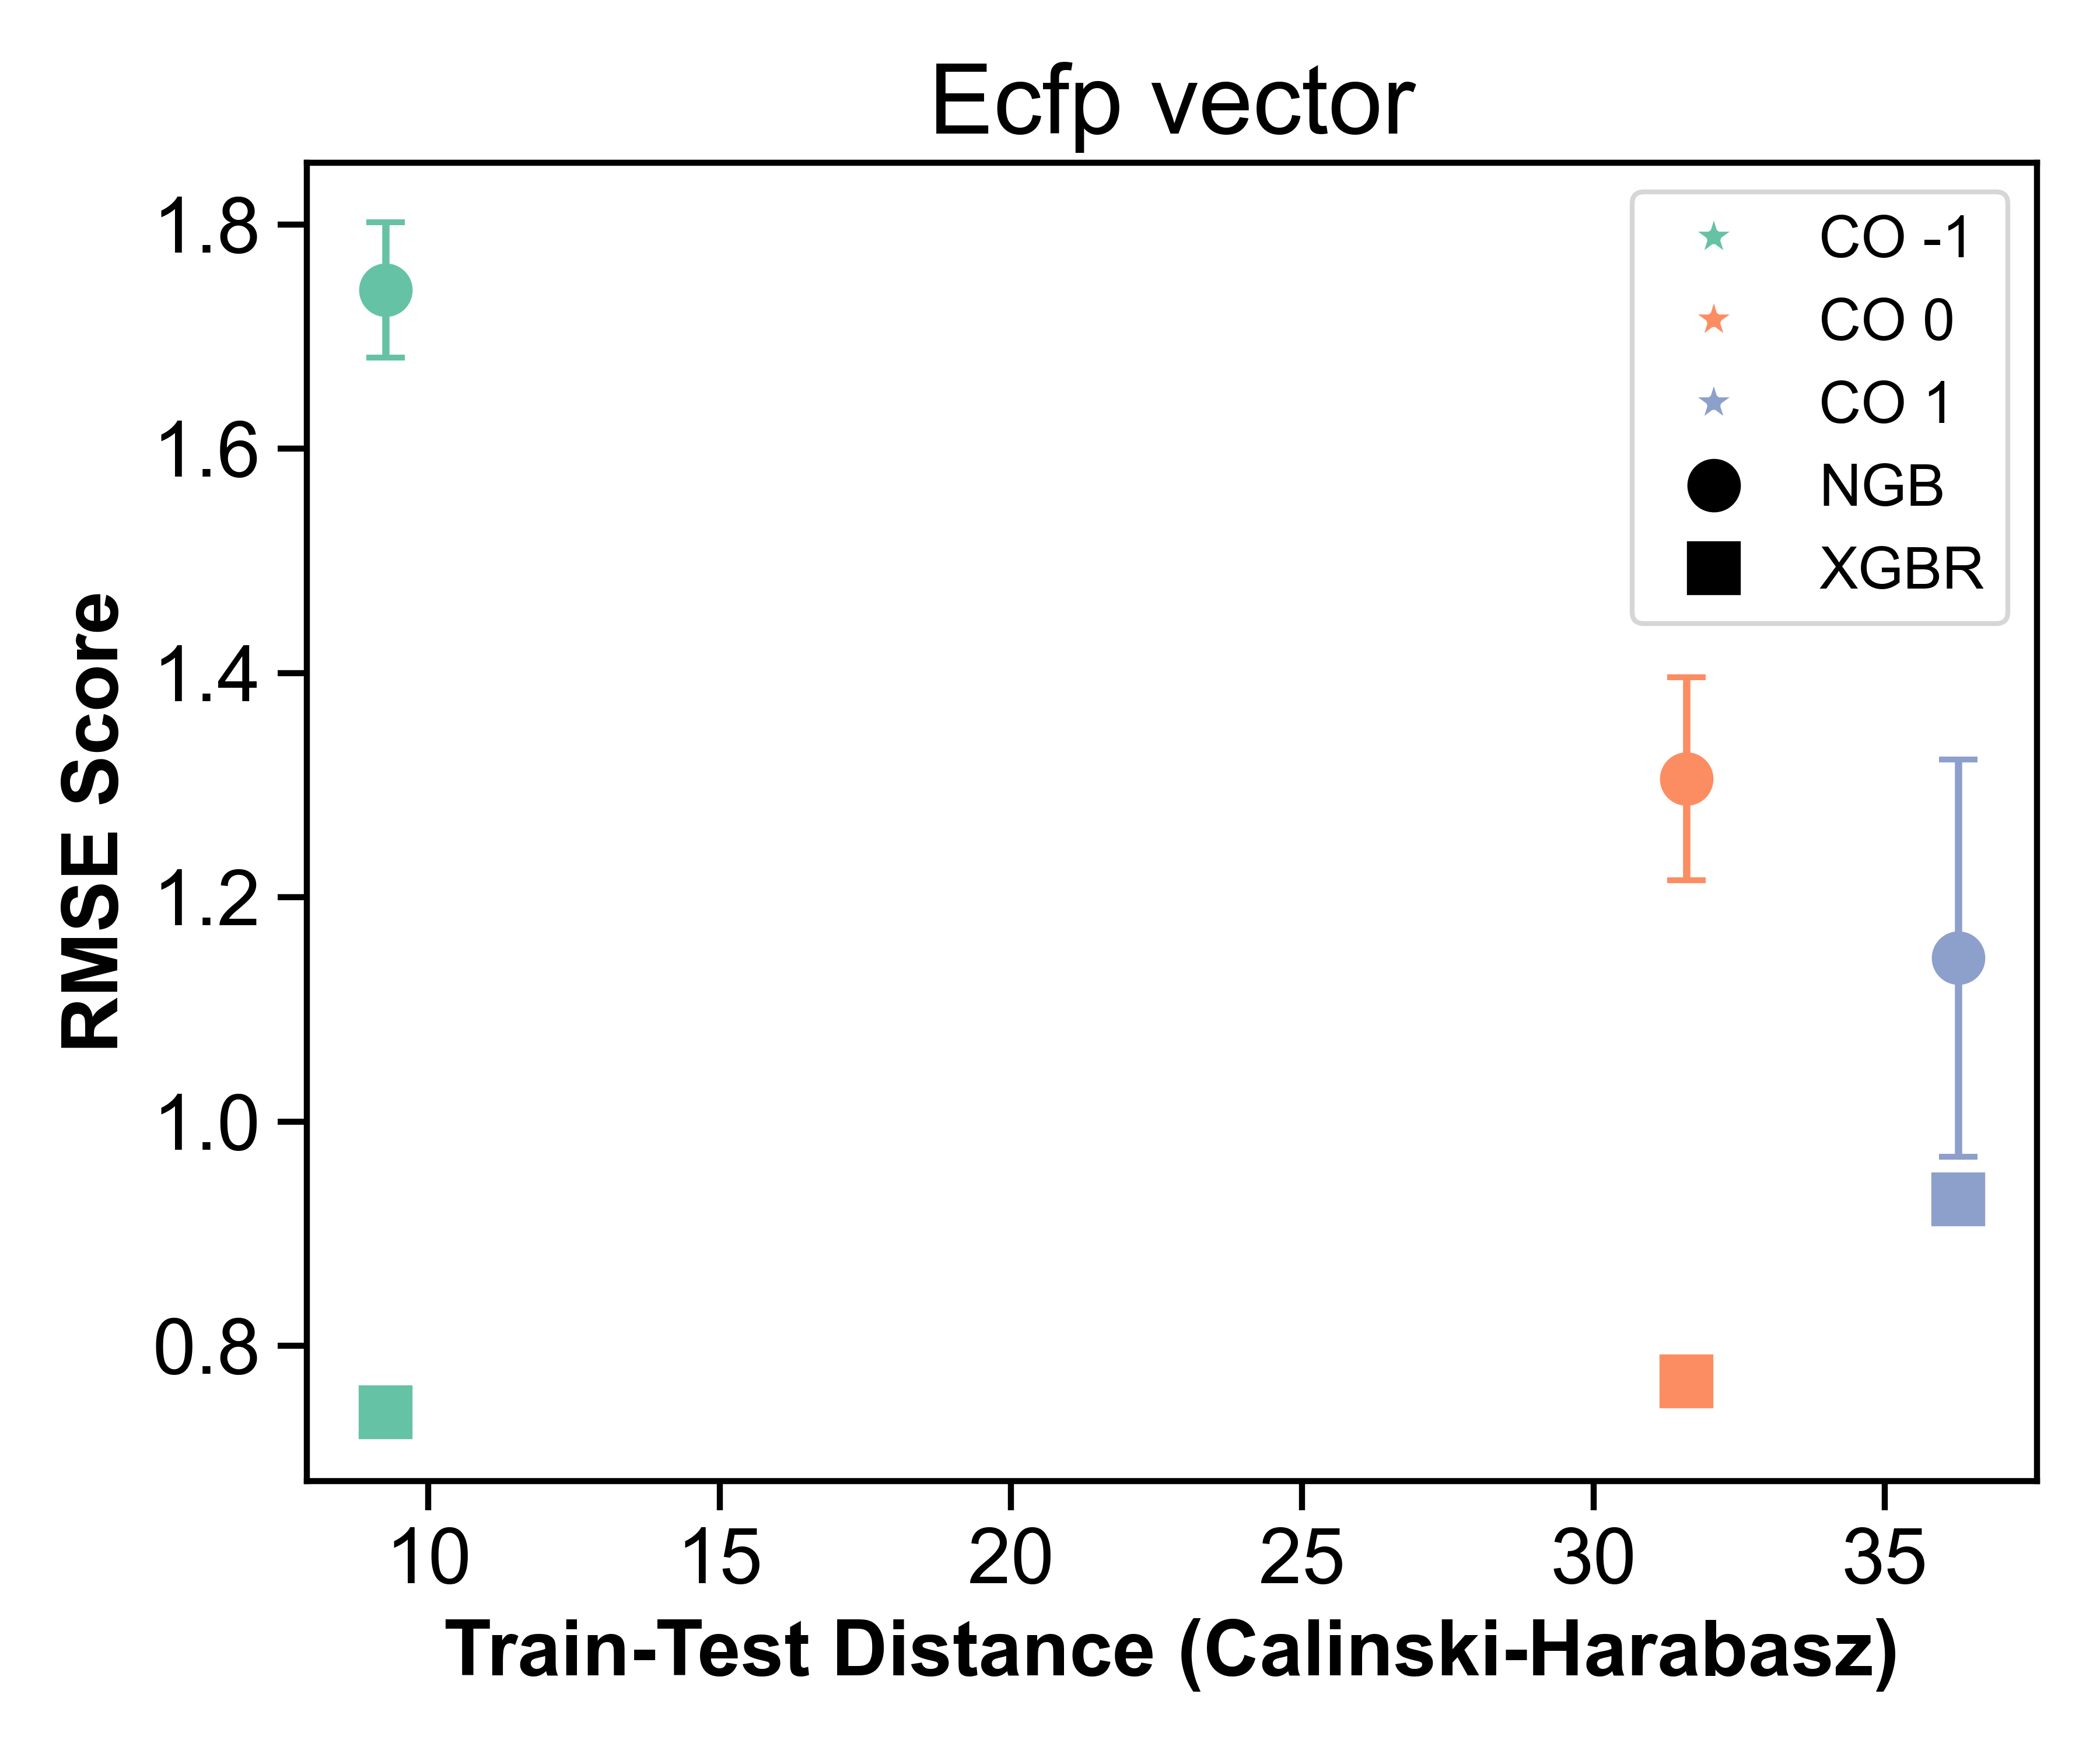 Ecfp vector
1.8
1.6
1.4
1.2
1.0
0.8
RMSE Score
CO -1
CO 0
CO 1
NGB
XGBR
10 15 20 25 30 35
Train-Test Distance (Calinski-Harabasz)